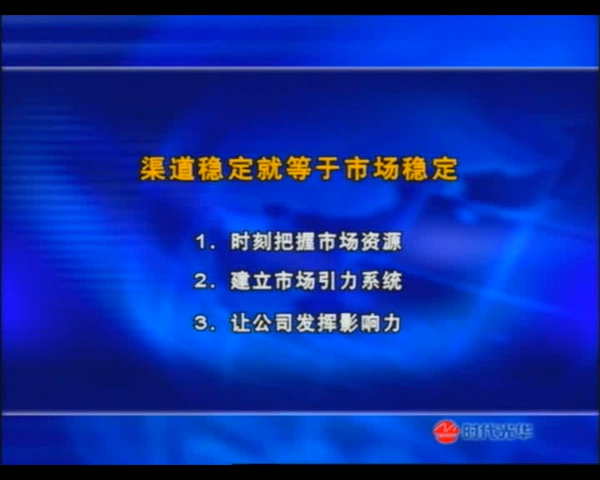 渠道稳定就等于市场稳定
1. 时刻把握市场资源
2. 建立市场引力系统
3. 让公司发挥影响力
时代光华